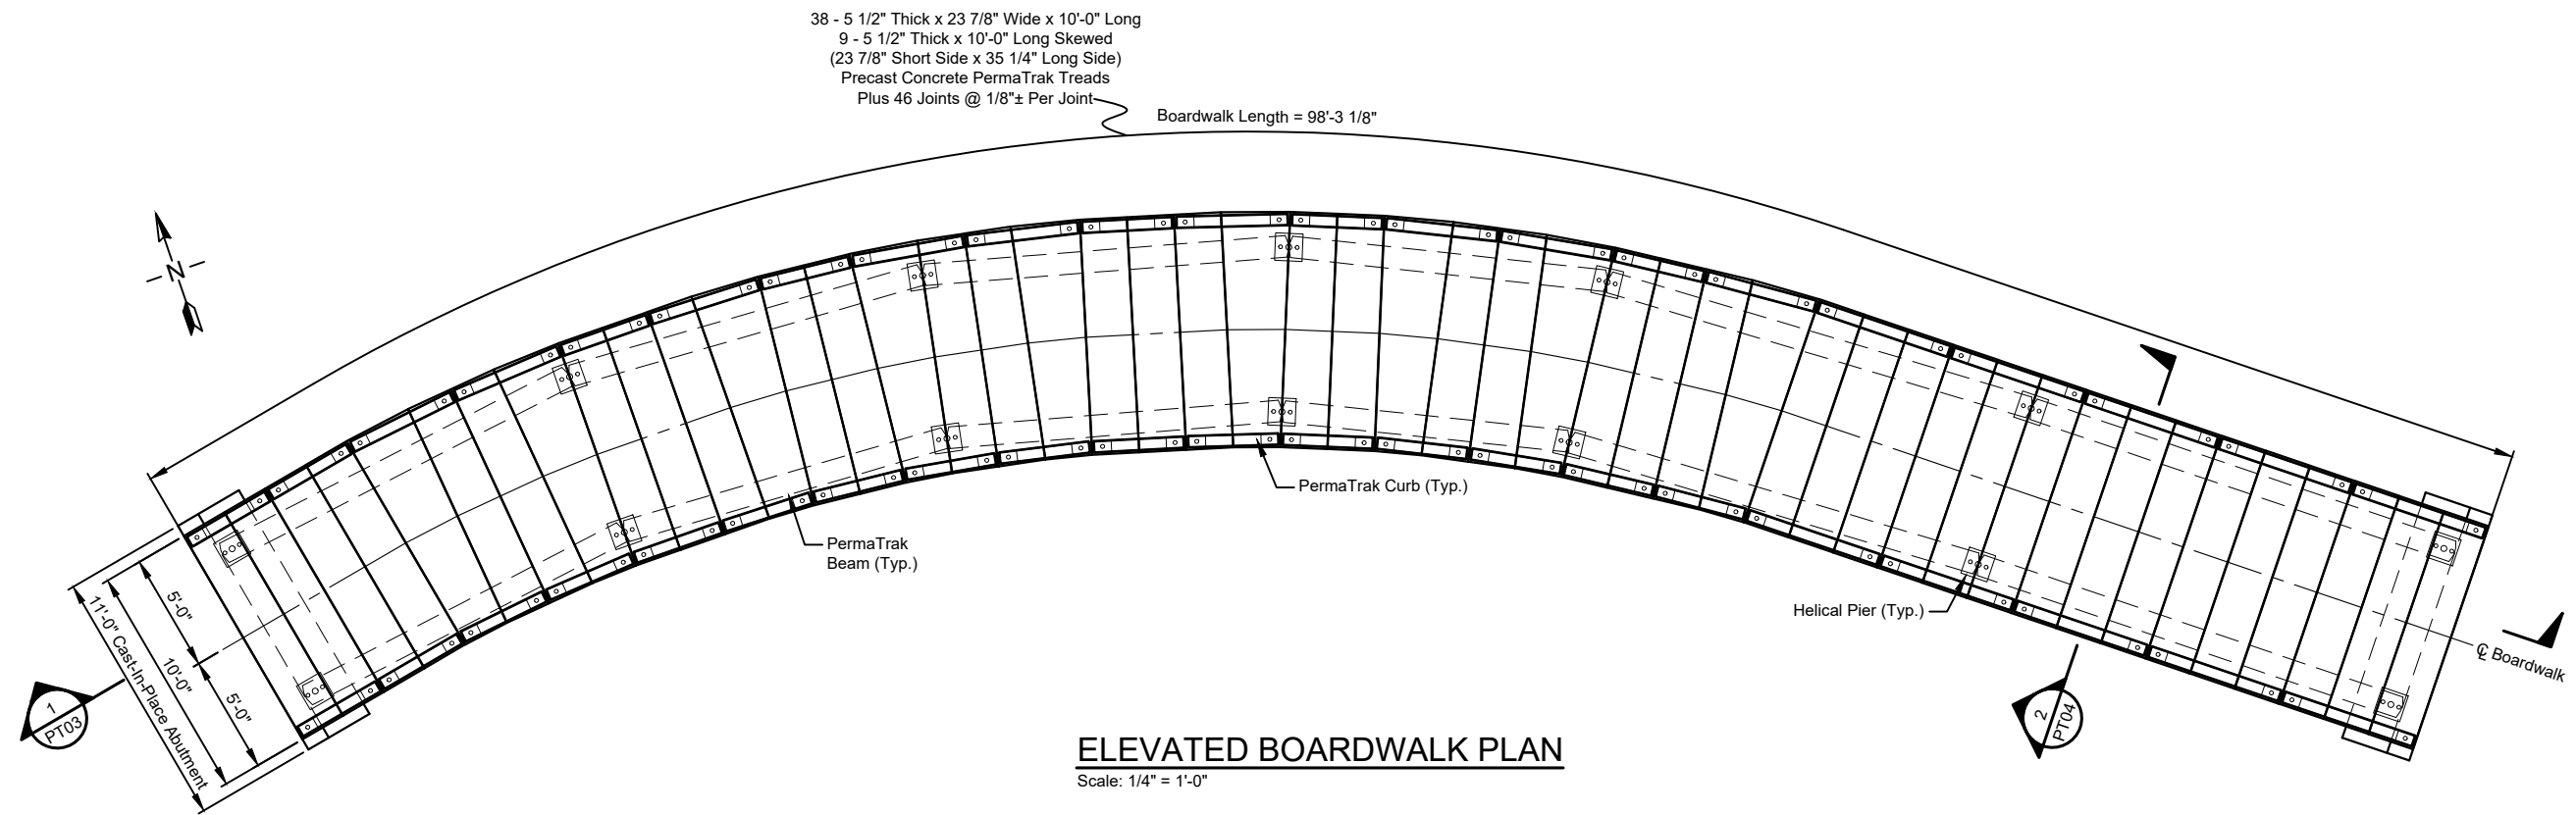 38 - 5 1/2" Thick x 23 7/8" Wide x 10'-0" Long
9 - 5 1/2" Thick x 10'-0" Long Skewed
(23 7/8" Short Side x 35 1/4" Long Side)
Precast Concrete PermaTrak Treads
Plus 46 Joints @ 1/8"± Per Joint
Boardwalk Length = 98'-3 1/8"
N
PermaTrak Curb (Typ.)
PermaTrak
Beam (Typ.)
Helical Pier (Typ.)
5'-0"
5'-0"
10'-0"
11'-0" Cast-In-Place Abutment
1
PT03
2
PT04
℄ Boardwalk
ELEVATED BOARDWALK PLAN
Scale: 1/4" = 1'-0"